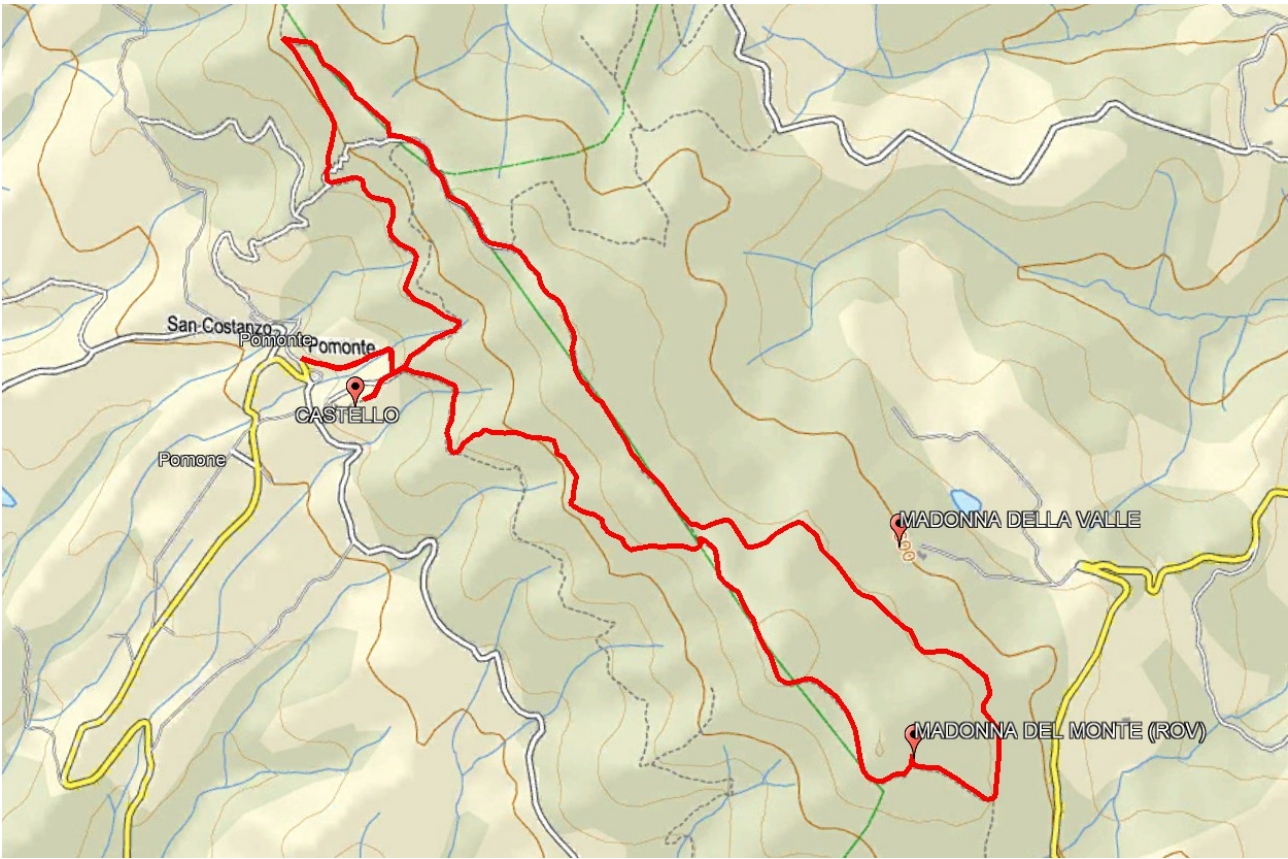 San Costanzo
Pomonte
Pomonte
CASTELLO
Pomone
MADONNA DELLA VALLE
MADONNA DEL MONTE (ROV)